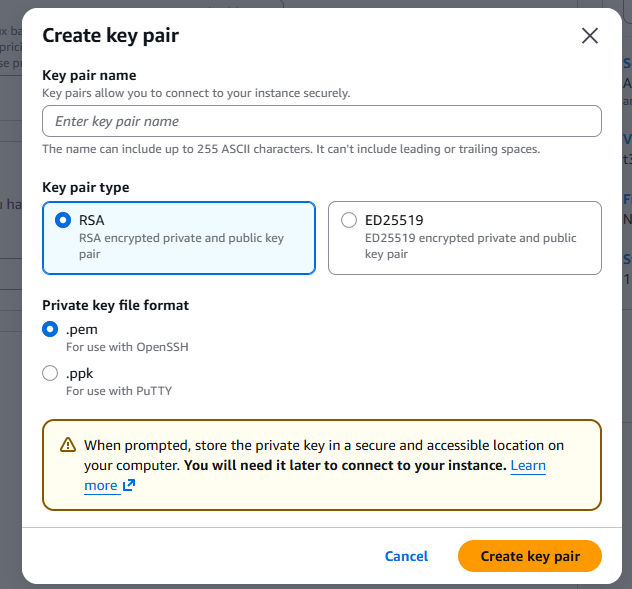 Create key pair
Key pair name
Key pairs allow you to connect to your instance securely.
Enter key pair name
The name can include up to 255 ASCII characters. It can't include leading or trailing spaces.
Key pair type
RSA
RSA encrypted private and public key
pair
ED25519
ED25519 encrypted private and public
key pair
Private key file format
.pem
For use with OpenSSH
.ppk
For use with PuTTY
When prompted, store the private key in a secure and accessible location on
your computer. You will need it later to connect to your instance. Learn
more
Cancel
Create key pair